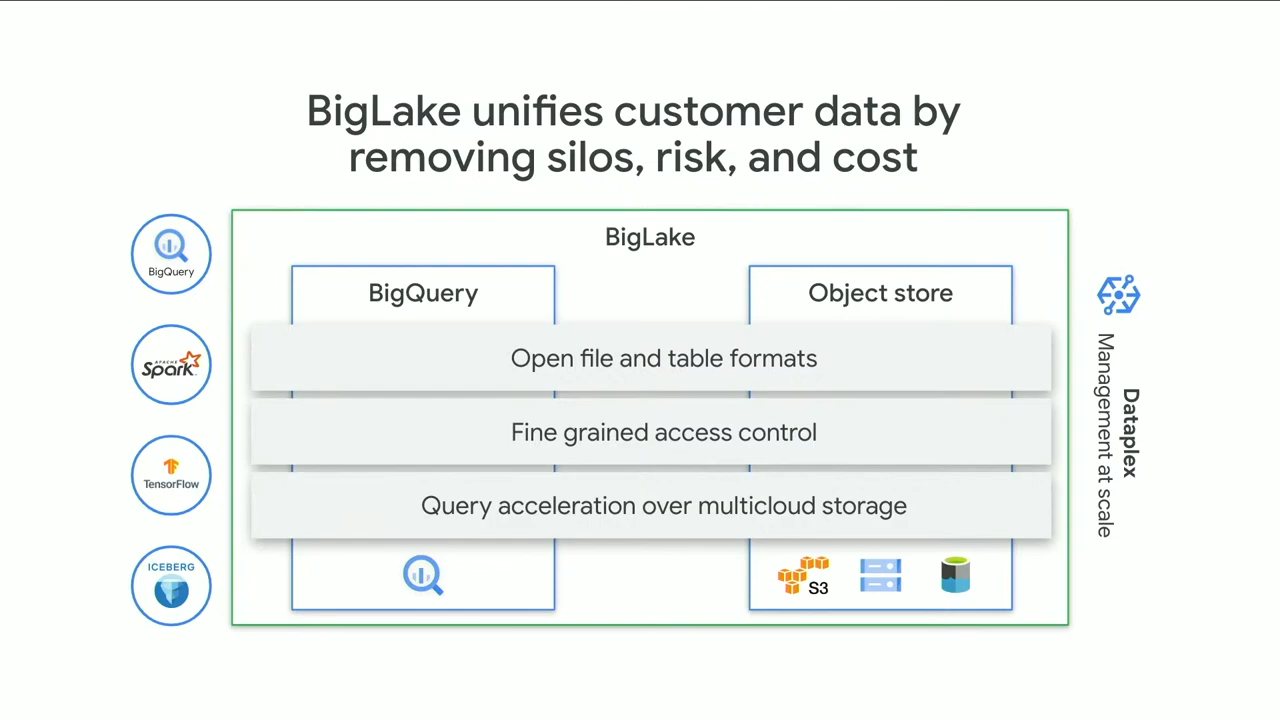 BigLake unifies customer data by
removing silos, risk, and cost
BigQuery
APACHE
Spark
TensorFlow
ICEBERG
BigLake
BigQuery
Object store
Open file and table formats
Fine grained access control
Query acceleration over multicloud storage
S3
Dataplex
Management at scale